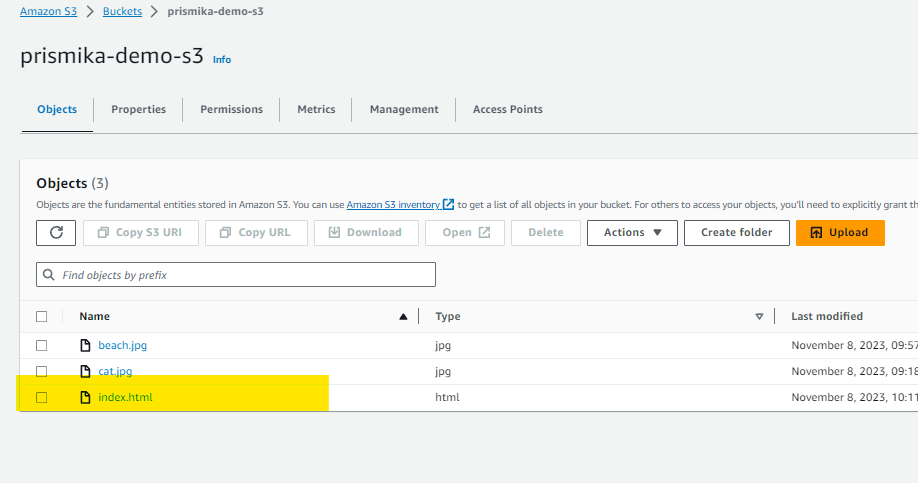 Amazon S3 > Buckets > prismika-demo-s3
prismika-demo-s3 Info
Objects Properties Permissions Metrics Management Access Points
Objects (3)
Objects are the fundamental entities stored in Amazon S3. You can use Amazon S3 inventory to get a list of all objects in your bucket. For others to access your objects, you'll need to explicitly grant th
Copy S3 URI Copy URL Download Open Delete Actions Create folder Upload
Find objects by prefix
Name Type Last modified
beach.jpg jpg November 8, 2023, 09:57
cat.jpg jpg November 8, 2023, 09:18
index.html html November 8, 2023, 10:11